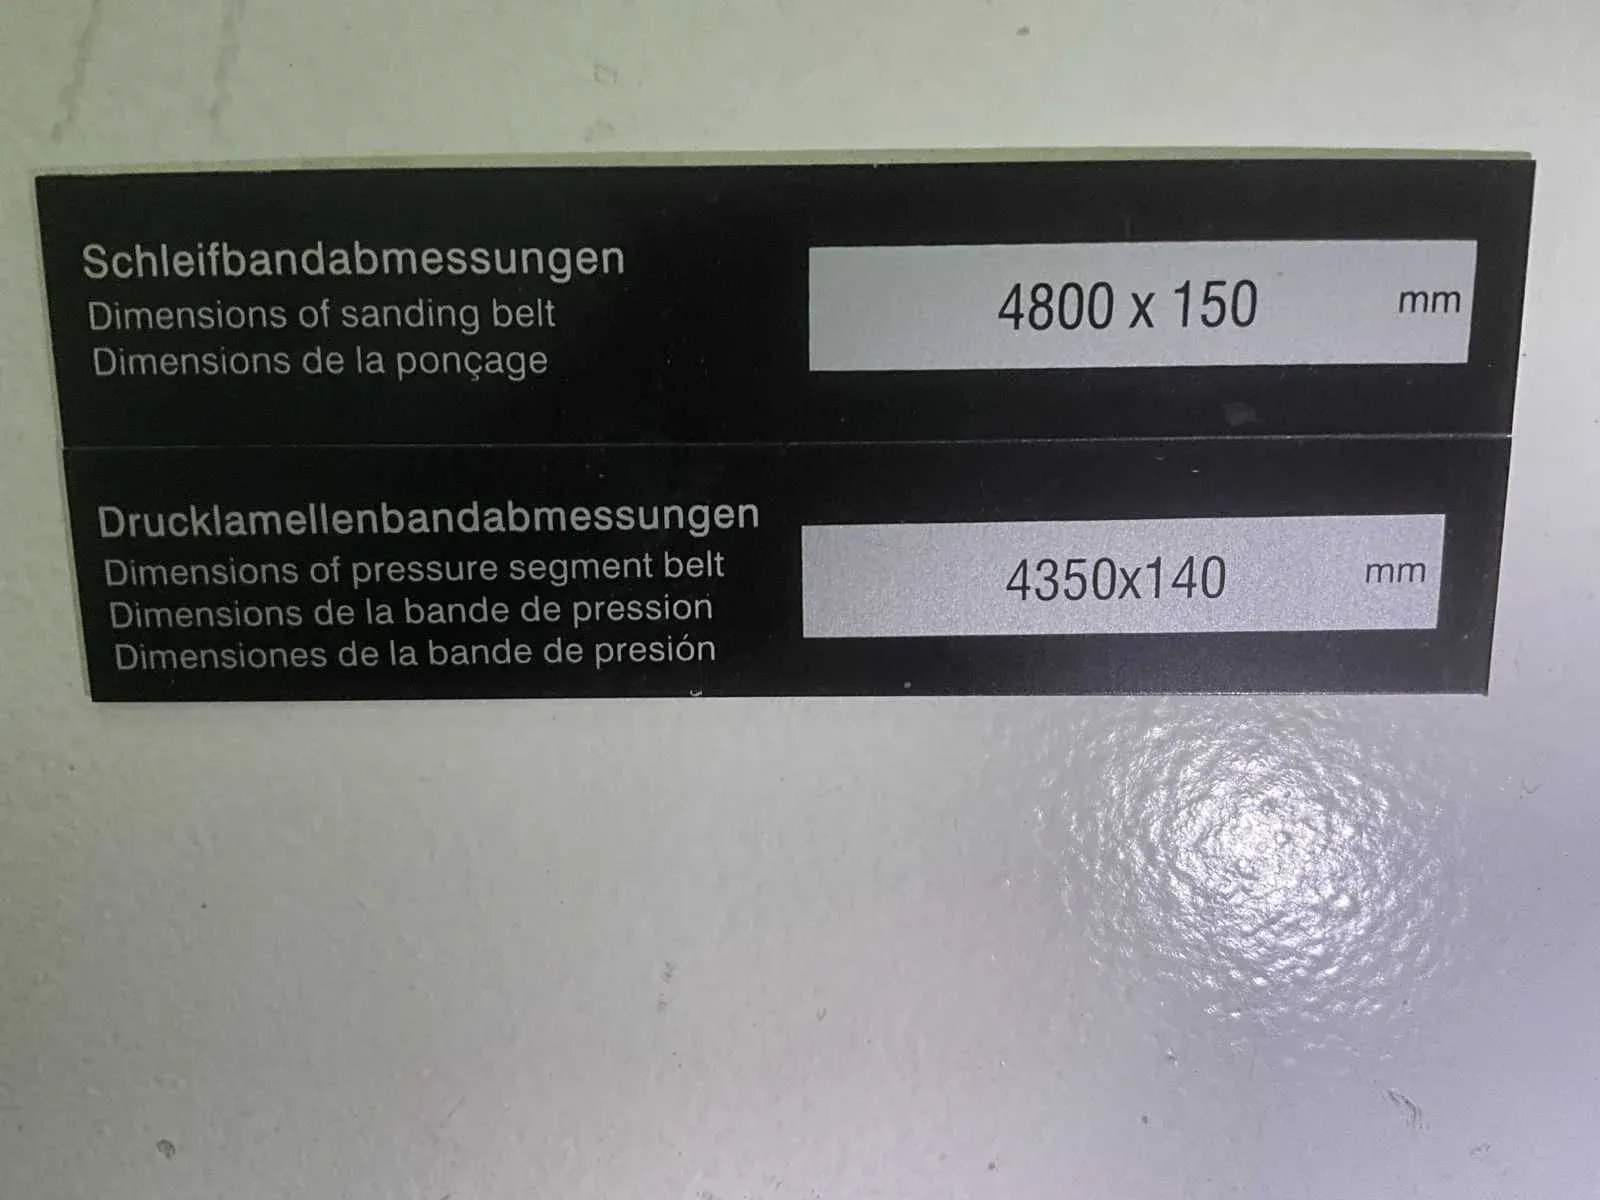 Schleifbandabmessungen
Dimensions of sanding belt
Dimensions de la ponçage
4800 x 150 mm
Drucklamellenbandabmessungen
Dimensions of pressure segment belt
Dimensions de la bande de pression
Dimensiones de la bande de presión
4350x140 mm